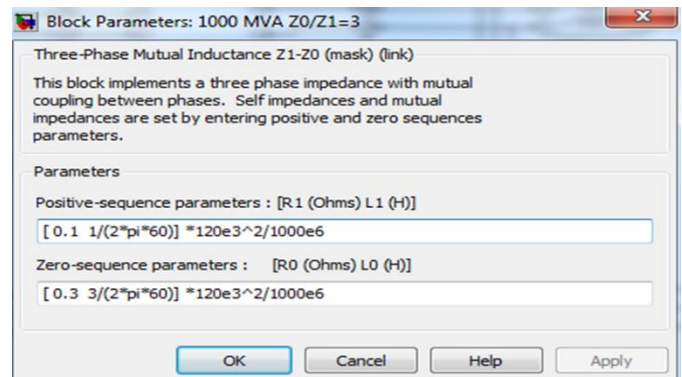 Block Parameters: 1000 MVA Z0/Z1=3
Three-Phase Mutual Inductance Z1-Z0 (mask) (link)
This block implements a three phase impedance with mutual
coupling between phases. Self impedances and mutual
impedances are set by entering positive and zero sequences
parameters.
Parameters
Positive-sequence parameters : [R1 (Ohms) L1 (H)]
[ 0.1 1/(2*pi*60)] *120e3^2/1000e6
Zero-sequence parameters : [R0 (Ohms) L0 (H)]
[ 0.3 3/(2*pi*60)] *120e3^2/1000e6
OK Cancel Help Apply